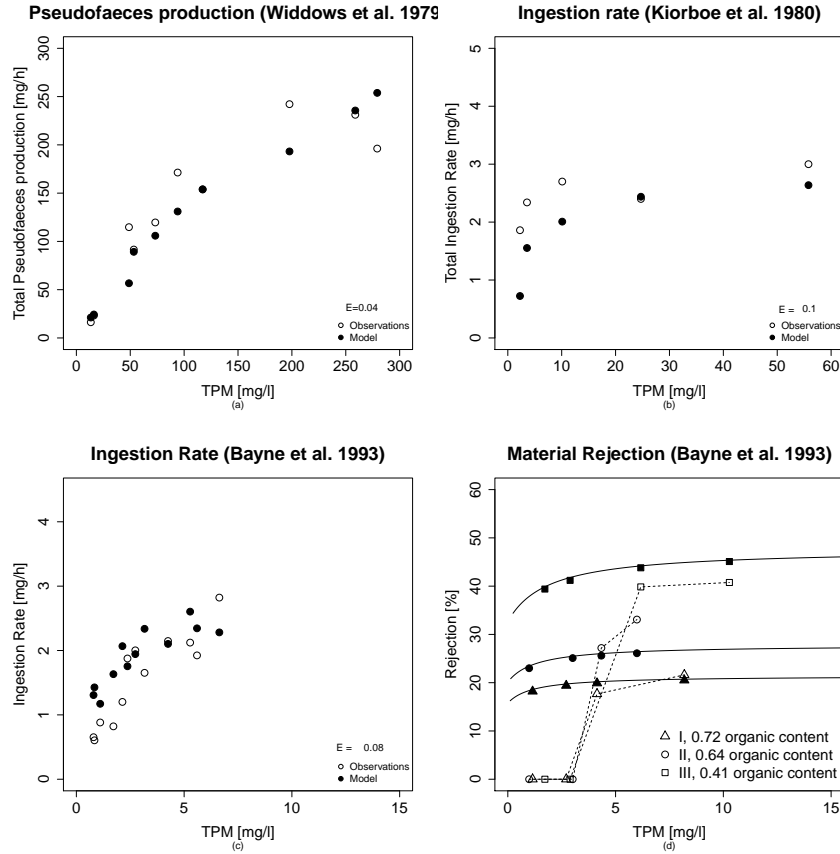 Pseudofaeces production (Widdows et al. 1979
Total Pseudofaeces production [mg/h]
300
250
200
150
100
50
0
E=0.04
Observations
Model
0 50 100 150 200 250 300
TPM [mg/l]
(a)
Ingestion rate (Kiorboe et al. 1980)
Total Ingestion Rate [mg/h]
5
4
3
2
1
0
E = 0.1
Observations
Model
0 10 20 30 40 50 60
TPM [mg/l]
(b)
Ingestion Rate (Bayne et al. 1993)
Ingestion Rate [mg/h]
4
3
2
1
0
E = 0.08
Observations
Model
0 5 10 15
TPM [mg/l]
(c)
Material Rejection (Bayne et al. 1993)
Rejection [%]
60
50
40
30
20
10
0
I, 0.72 organic content
II, 0.64 organic content
III, 0.41 organic content
0 5 10 15
TPM [mg/l]
(d)